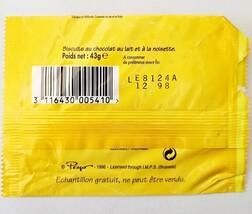 Biscuits au chocolat au lait et à la noisette.
Poids net : 43g e
A consommer
de préférence avant fin:
LE8124A
12 98
3 116430 005410 >
© Peyo - 1996 - Licensed through I.M.P.S. (Brussels)
Echantillon gratuit, ne peut être vendu.